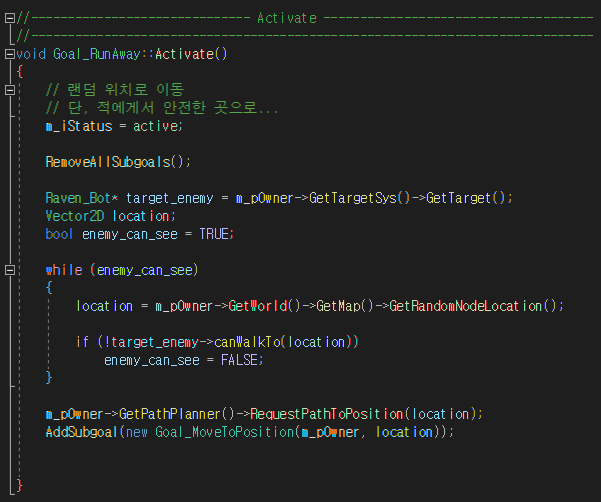 //----------------------------- Activate ------------------------------------
//---------------------------------------------------------------------------
void Goal_RunAway::Activate()
{
    // 랜덤 위치로 이동
    // 단, 적에게서 안전한 곳으로...
    m_iStatus = active;
    RemoveAllSubgoals();
    Raven_Bot* target_enemy = m_pOwner->GetTargetSys()->GetTarget();
    Vector2D location;
    bool enemy_can_see = TRUE;
    while (enemy_can_see)
    {
        location = m_pOwner->GetWorld()->GetMap()->GetRandomNodeLocation();
        if (!target_enemy->canWalkTo(location))
            enemy_can_see = FALSE;
    }
    m_pOwner->GetPathPlanner()->RequestPathToPosition(location);
    AddSubgoal(new Goal_MoveToPosition(m_pOwner, location));
}